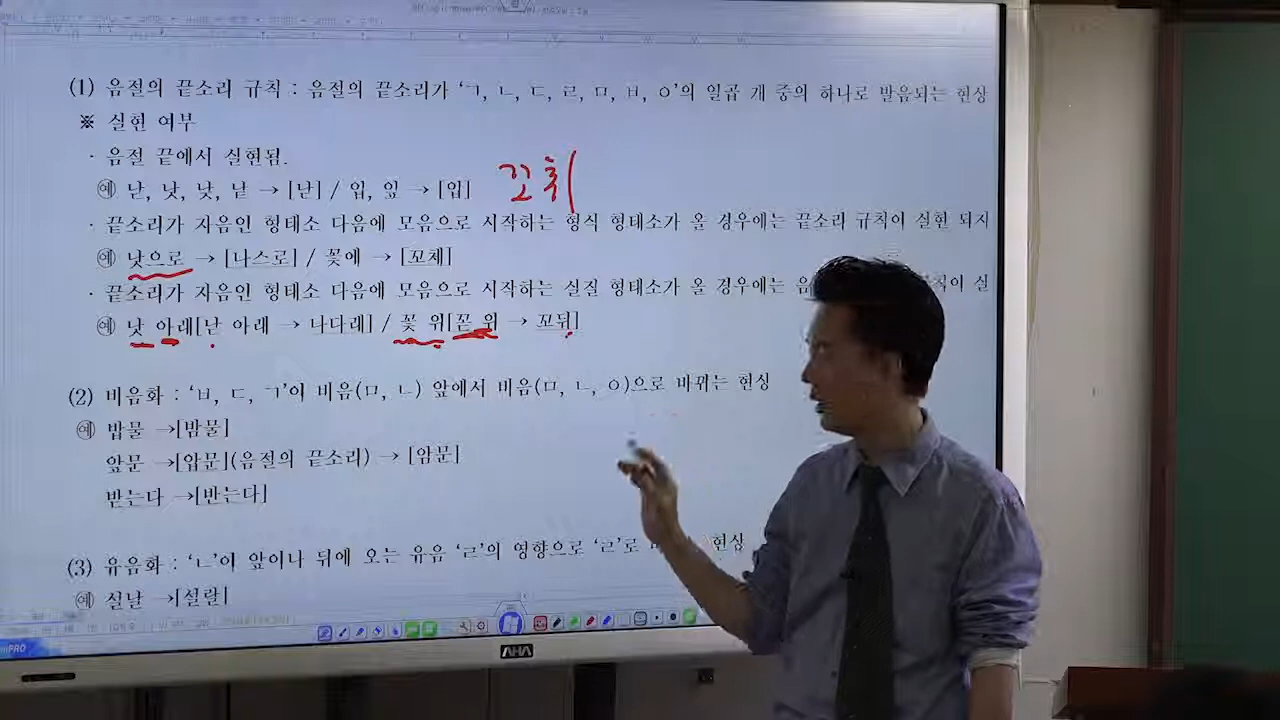 (1) 음절의 끝소리 규칙 : 음절의 끝소리가 'ㄱ, ㄴ, ㄷ, ㄹ, ㅁ, ㅂ, ㅇ'의 일곱 개 중의 하나로 발음되는 현상
※ 실현 여부
· 음절 끝에서 실현됨.
예 낟, 낫, 낫, 낱 → [낟] / 입, 잎 → [입]
꼬취
· 끝소리가 자음인 형태소 다음에 모음으로 시작하는 형식 형태소가 올 경우에는 끝소리 규칙이 실현 되지
예 낫으로 → [나스로] / 꽃에 → [꼬채]
· 끝소리가 자음인 형태소 다음에 모음으로 시작하는 실질 형태소가 올 경우에는 음 칙이 실
예 낫 아래[낟 아래 → 나다래] / 꽃 위[꼳 위 → 꼬뒤]
(2) 비음화 : 'ㅂ, ㄷ, ㄱ'이 비음(ㅁ, ㄴ) 앞에서 비음(ㅁ, ㄴ, ㅇ)으로 바뀌는 현상
예 밥물 →[밤물]
앞문 →[압문](음절의 끝소리) → [암문]
받는다 →[반는다]
(3) 유음화 : 'ㄴ'이 앞이나 뒤에 오는 유음 'ㄹ'의 영향으로 'ㄹ'로 현상
예 설날 →[설랄]
AHA